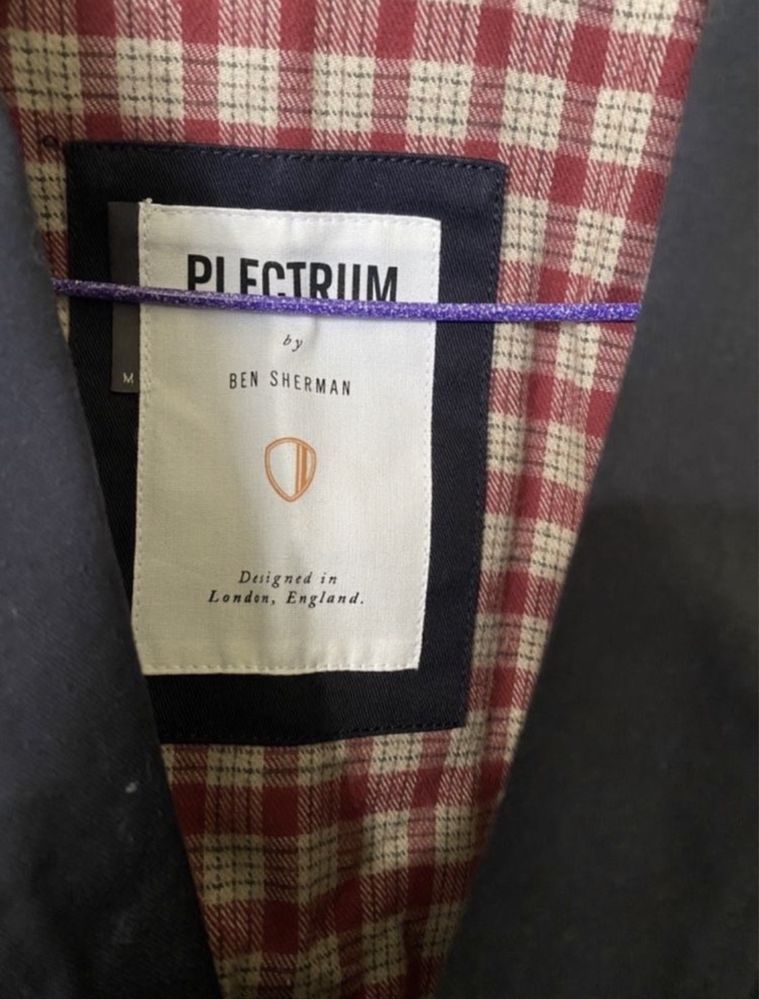 PLECTRUM
by
BEN SHERMAN
M
Designed in
London, England.